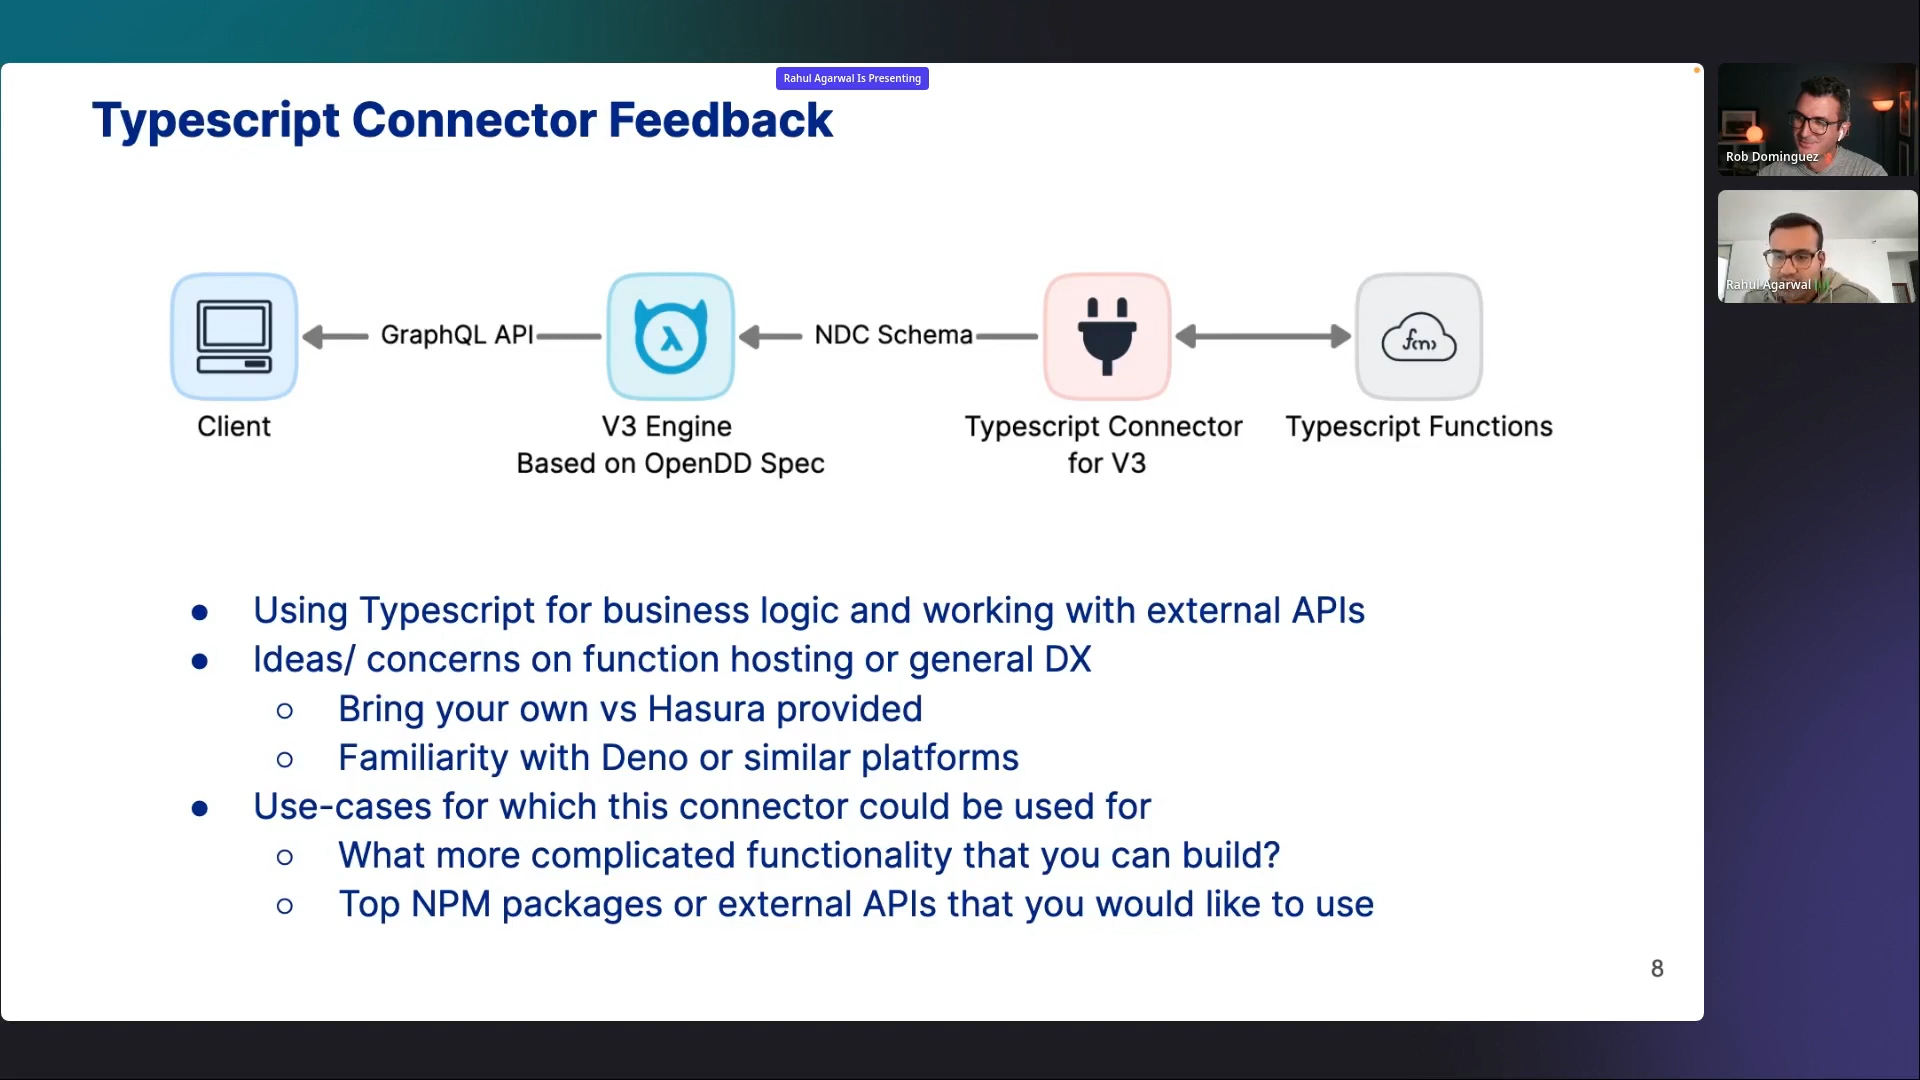 Rahul Agarwal Is Presenting
Typescript Connector Feedback
Rob Dominguez
Rahul Agarwal
GraphQL API
NDC Schema
λ
f(n)
Client
V3 Engine
Based on OpenDD Spec
Typescript Connector
for V3
Typescript Functions
● Using Typescript for business logic and working with external APIs
● Ideas/ concerns on function hosting or general DX
○ Bring your own vs Hasura provided
○ Familiarity with Deno or similar platforms
● Use-cases for which this connector could be used for
○ What more complicated functionality that you can build?
○ Top NPM packages or external APIs that you would like to use
8